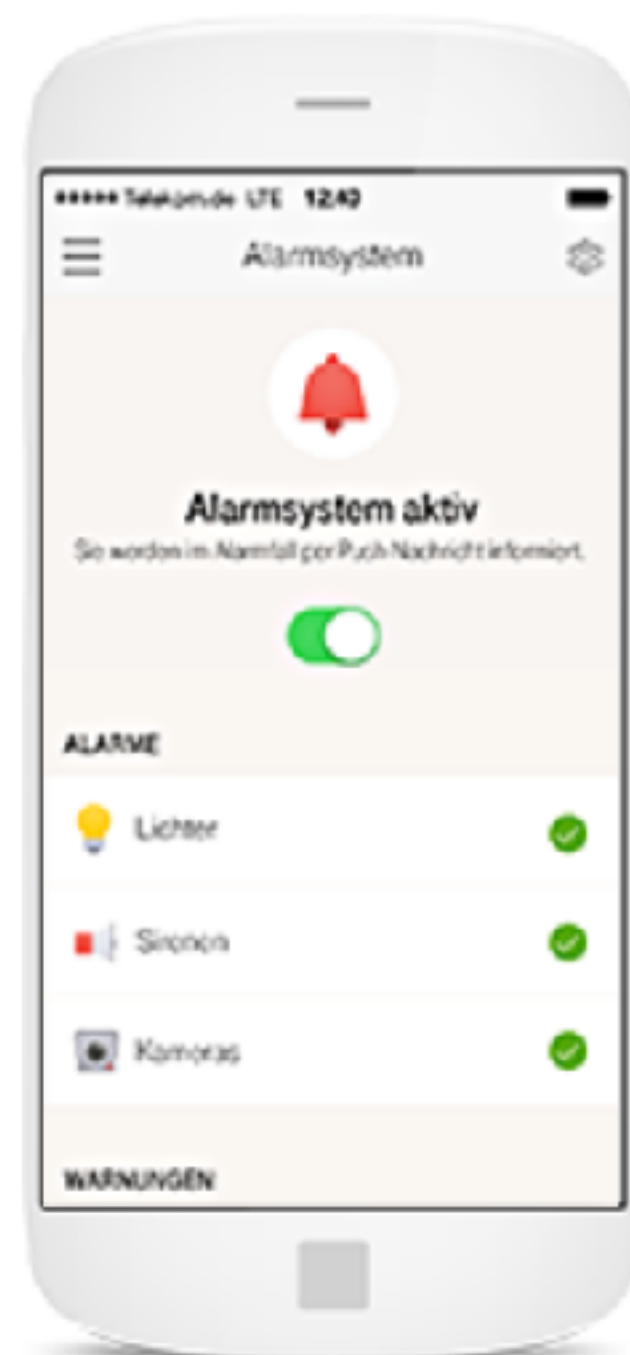 Telekom.de LTE 12:40
Alarmsystem
Alarmsystem aktiv
Sie werden im Alarmfall per Push-Nachricht informiert.
ALARME
Lichter
Sirenen
Kameras
WARNUNGEN